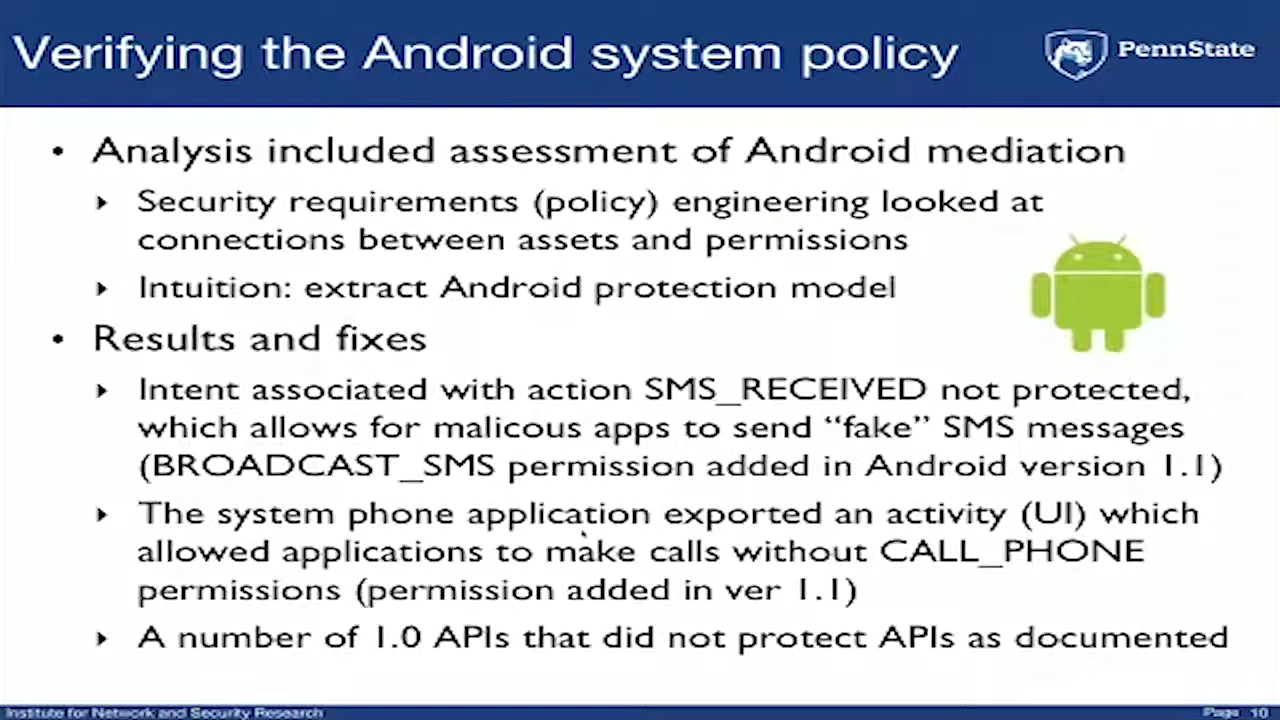 Verifying the Android system policy
PennState
• Analysis included assessment of Android mediation
‣ Security requirements (policy) engineering looked at
connections between assets and permissions
‣ Intuition: extract Android protection model
• Results and fixes
‣ Intent associated with action SMS_RECEIVED not protected,
which allows for malicous apps to send “fake” SMS messages
(BROADCAST_SMS permission added in Android version 1.1)
‣ The system phone application exported an activity (UI) which
allowed applications to make calls without CALL_PHONE
permissions (permission added in ver 1.1)
‣ A number of 1.0 APIs that did not protect APIs as documented
Institute for Network and Security Research
Page 10